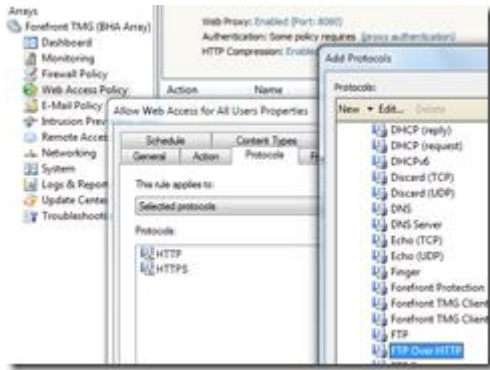 Arrays
Forefront TMG (BHA Array)
Dashboard
Monitoring
Firewall Policy
Web Access Policy
E-Mail Policy
Intrusion Prev
Remote Acces
Networking
System
Logs & Report
Update Center
Troubleshooti
Web Proxy: Enabled (Port: 8080)
Authentication: Some policy requires (proxy authentication)
HTTP Compression: Enable
Action Name
Allow Web Access for All Users Properties
Schedule Content Types
General Action Protocols
This rule applies to:
Selected protocols
Protocols:
HTTP
HTTPS
Add Protocols
Protocols:
New Edit... Delete
DHCP (reply)
DHCP (request)
DHCPv6
Discard (TCP)
Discard (UDP)
DNS
DNS Server
Echo (TCP)
Echo (UDP)
Finger
Forefront Protection
Forefront TMG Client
Forefront TMG Client
FTP
FTP Over HTTP